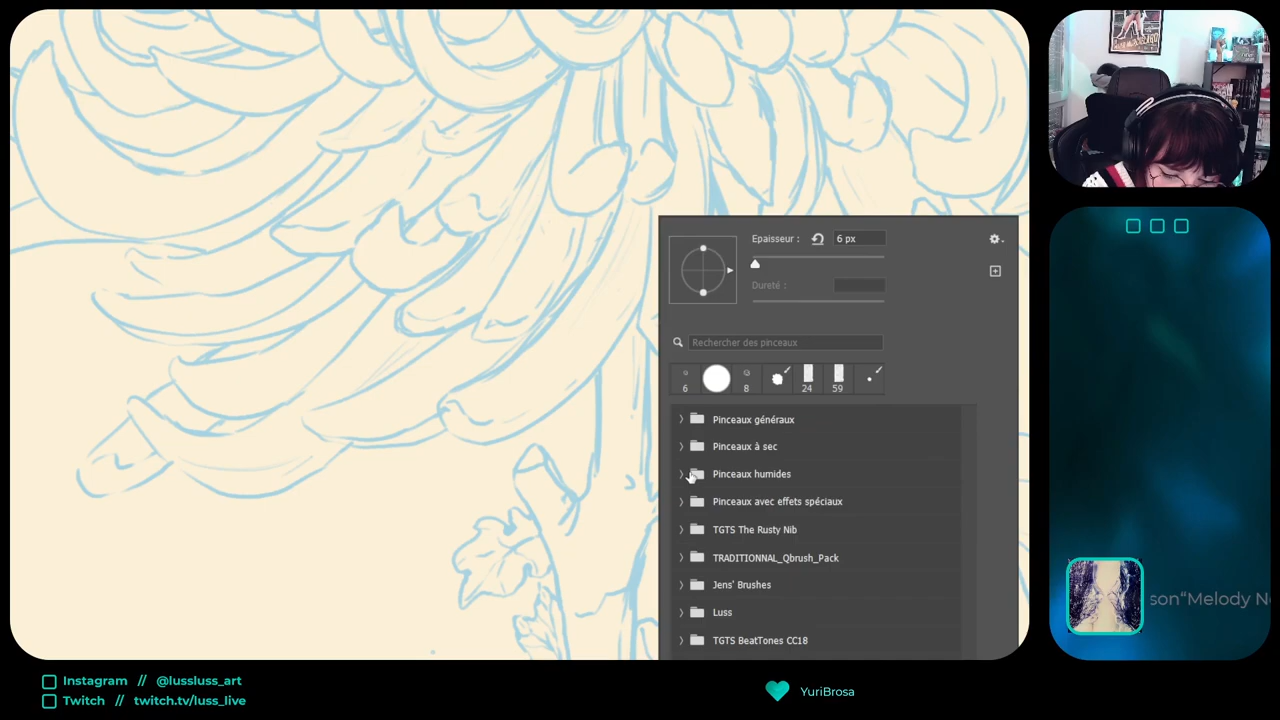 Epaisseur :
6 px
Dureté :
Rechercher des pinceaux
6
8
24
59
Pinceaux généraux
Pinceaux à sec
Pinceaux humides
Pinceaux avec effets spéciaux
TGTS The Rusty Nib
TRADITIONNAL_Qbrush_Pack
Jens' Brushes
Luss
TGTS BeatTones CC18
son“Melody N
Instagram // @lussluss_art
Twitch // twitch.tv/luss_live
YuriBrosa